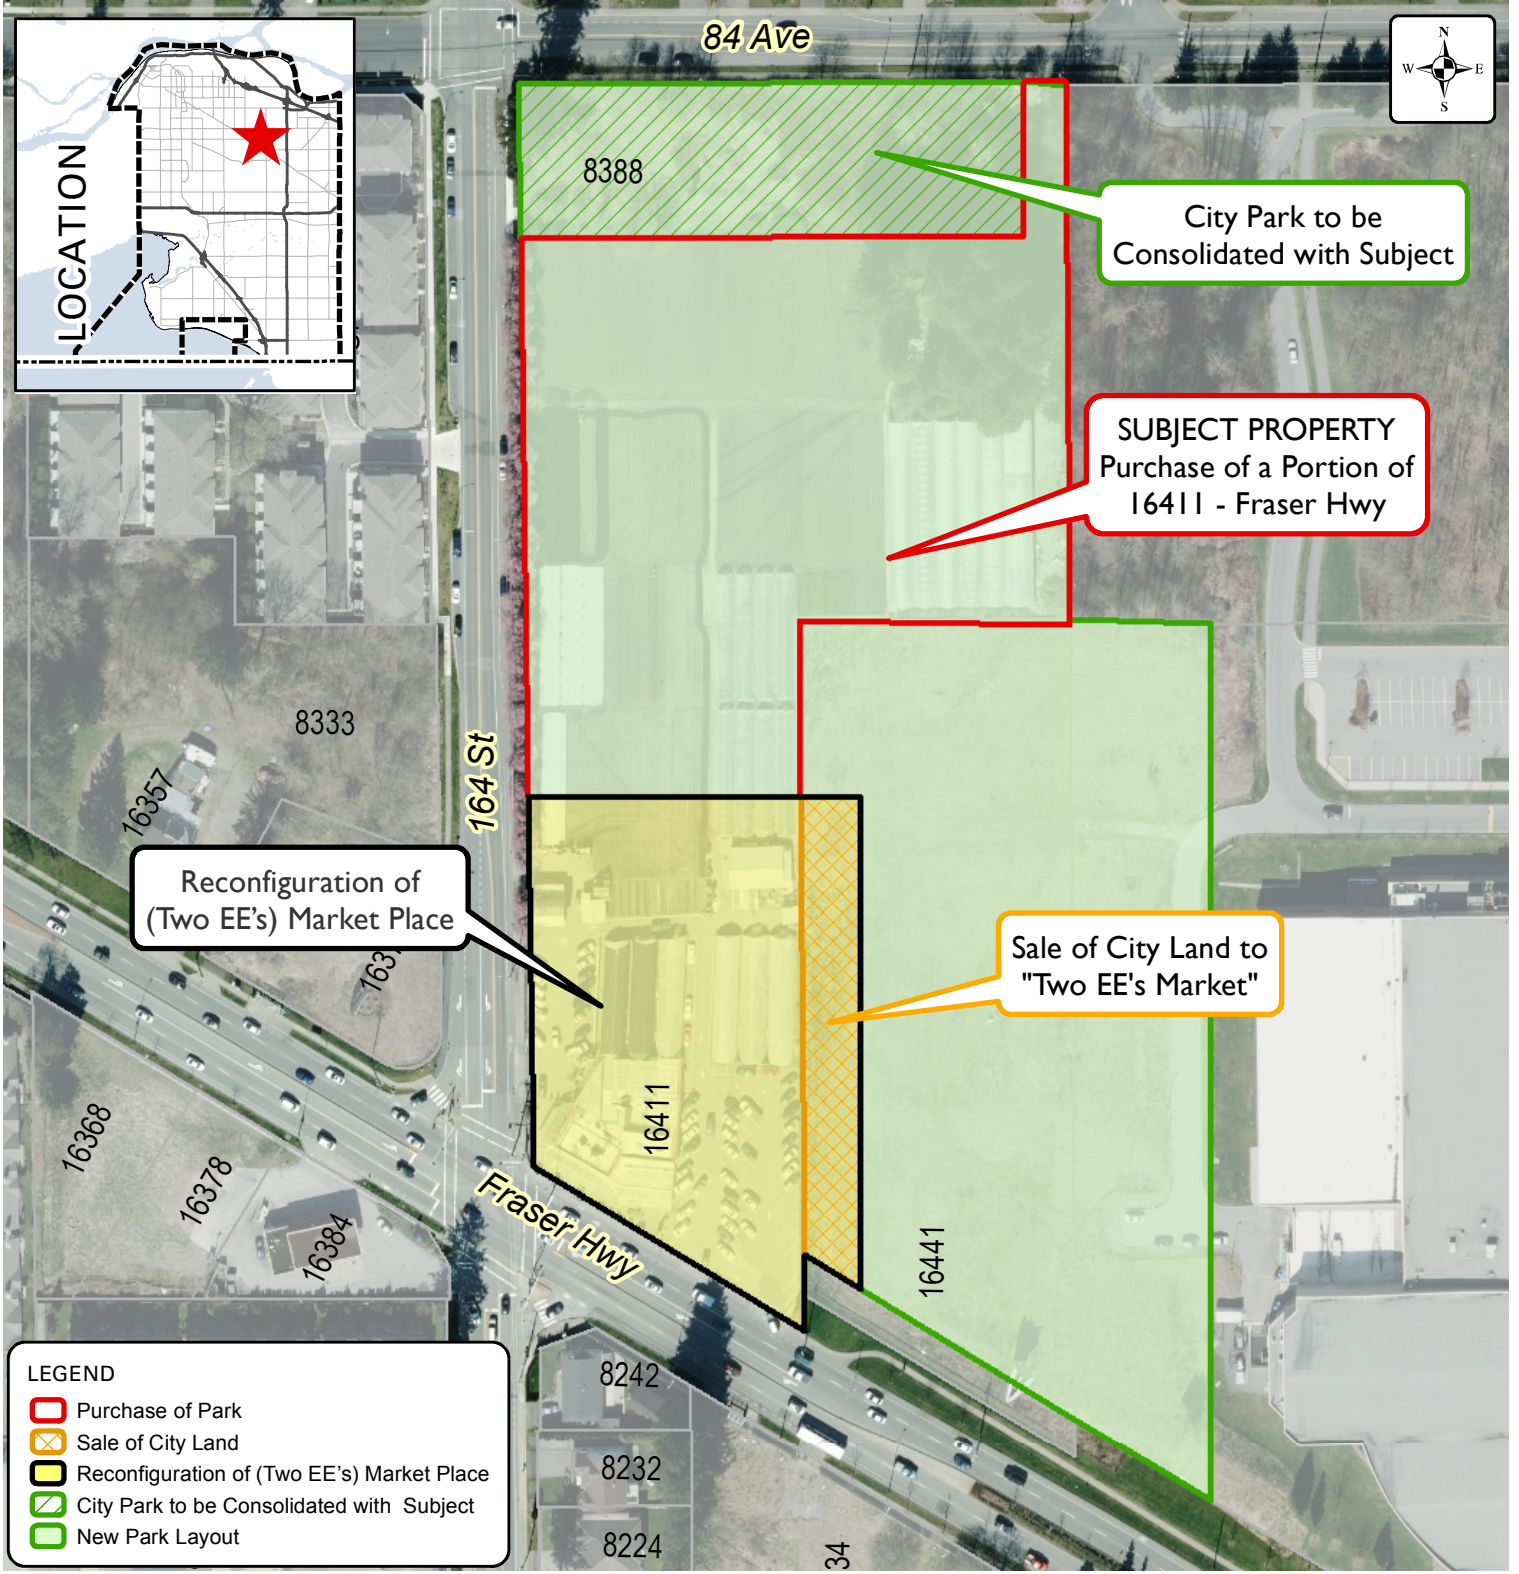 84 Ave
N
W E
S
LOCATION
8388
City Park to be
Consolidated with Subject
SUBJECT PROPERTY
Purchase of a Portion of
16411 - Fraser Hwy
8333
16357
164 St
Reconfiguration of
(Two EE's) Market Place
Sale of City Land to
"Two EE's Market"
16411
16368
16378
16384
Fraser Hwy
16441
8242
8232
8224
34
LEGEND
Purchase of Park
Sale of City Land
Reconfiguration of (Two EE's) Market Place
City Park to be Consolidated with Subject
New Park Layout